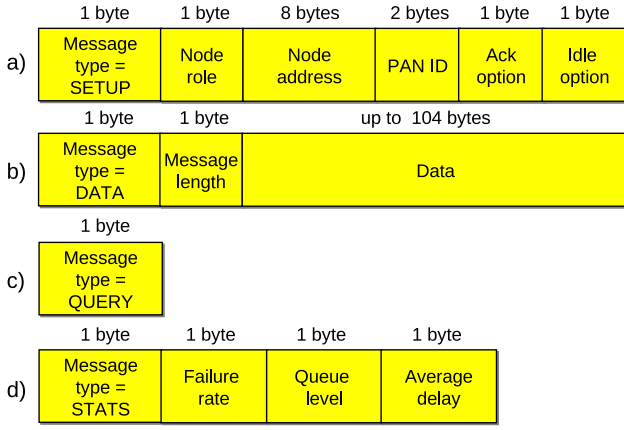 1 byte 1 byte 8 bytes 2 bytes 1 byte 1 byte
a)
Message
type =
SETUP
Node
role
Node
address
PAN ID
Ack
option
Idle
option
1 byte 1 byte up to 104 bytes
b)
Message
type =
DATA
Message
length
Data
1 byte
c)
Message
type =
QUERY
1 byte 1 byte 1 byte 1 byte
d)
Message
type =
STATS
Failure
rate
Queue
level
Average
delay